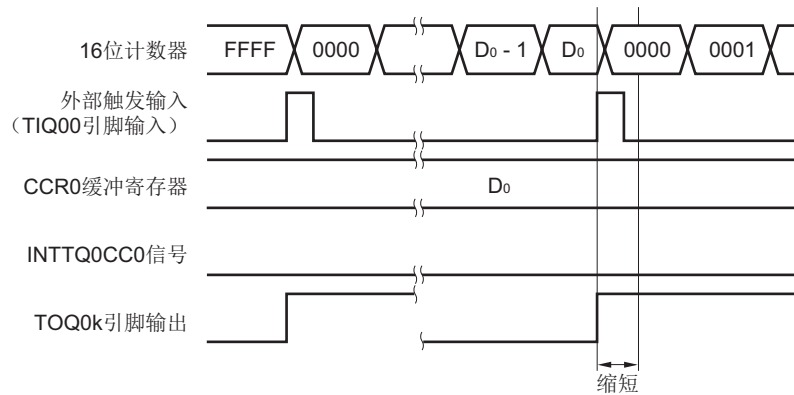 16位计数器 FFFF 0000 D0 - 1 D0 0000 0001
外部触发输入
（TIQ00引脚输入）
CCR0缓冲寄存器 D0
INTTQ0CC0信号
TOQ0k引脚输出
缩短